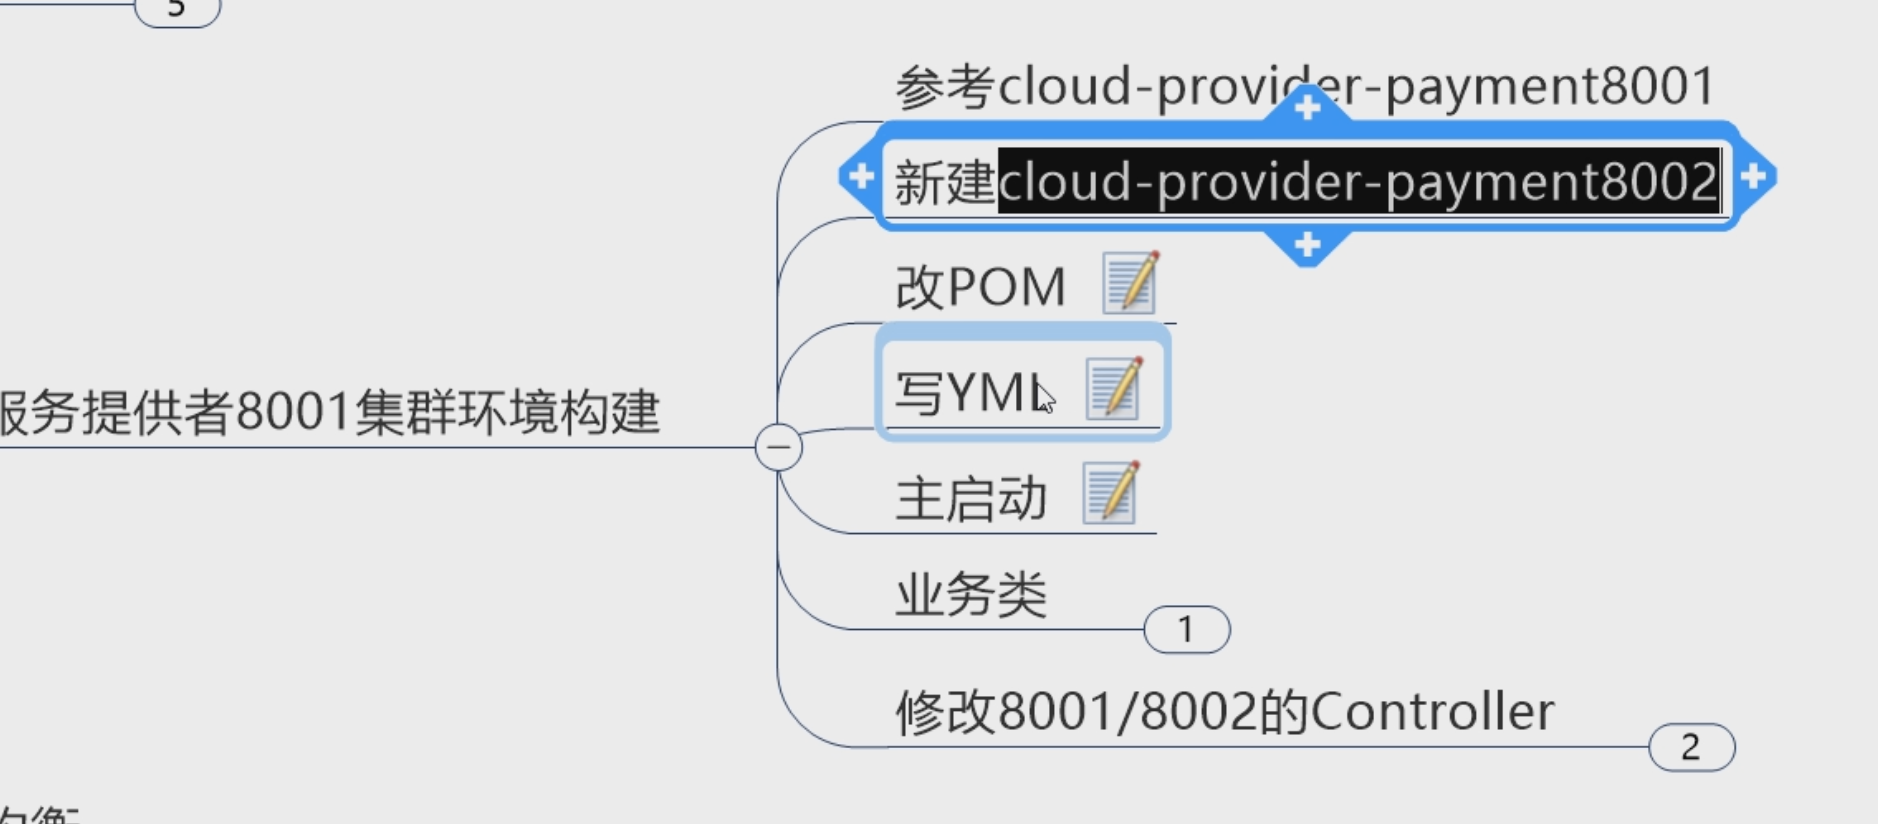 5
参考cloud-provider-payment8001
新建cloud-provider-payment8002
改POM
写YML
服务提供者8001集群环境构建
主启动
业务类
1
修改8001/8002的Controller
2